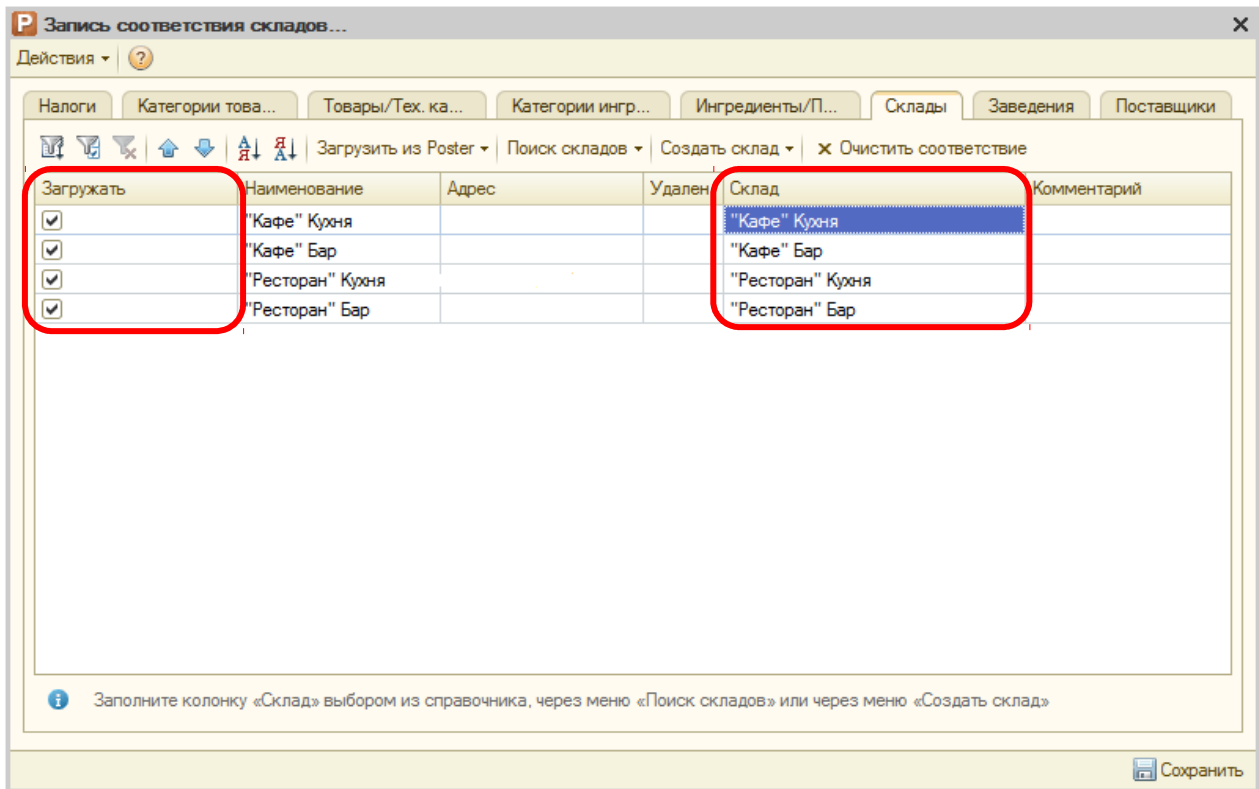 Запись соответствия складов...
Действия
Налоги Категории това... Товары/Тех. ка... Категории ингр... Ингредиенты/П... Склады Заведения Поставщики
Загрузить из Poster Поиск складов Создать склад Очистить соответствие
Загружать Наименование Адрес Удален Склад Комментарий
"Кафе" Кухня "Кафе" Кухня
"Кафе" Бар "Кафе" Бар
"Ресторан" Кухня "Ресторан" Кухня
"Ресторан" Бар "Ресторан" Бар
Заполните колонку «Склад» выбором из справочника, через меню «Поиск складов» или через меню «Создать склад»
Сохранить